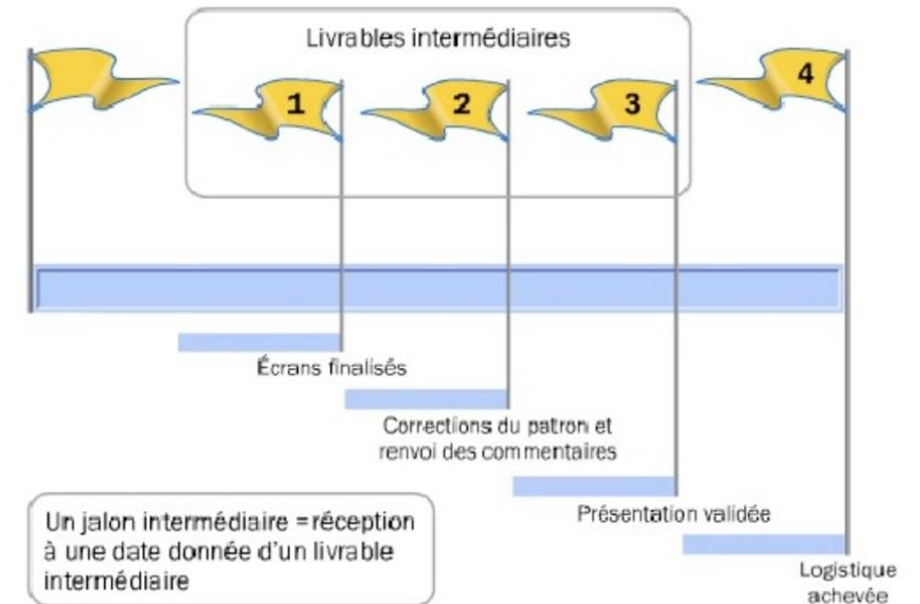 Livrables intermédiaires
1
2
3
4
Écrans finalisés
Corrections du patron et
renvoi des commentaires
Présentation validée
Un jalon intermédiaire = réception
à une date donnée d'un livrable
intermédiaire
Logistique
achevée